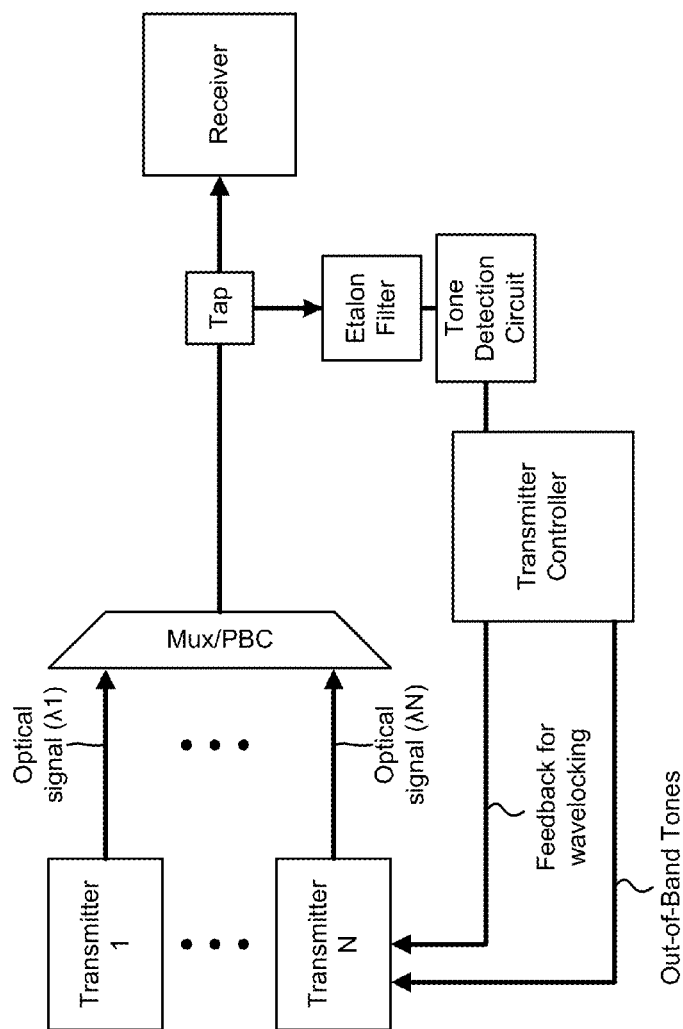 Transmitter
1
Optical
signal (λ1)
Transmitter
N
Optical
signal (λN)
Mux/PBC
Tap
Receiver
Etalon
Filter
Tone
Detection
Circuit
Transmitter
Controller
Feedback for
wavelocking
Out-of-Band Tones